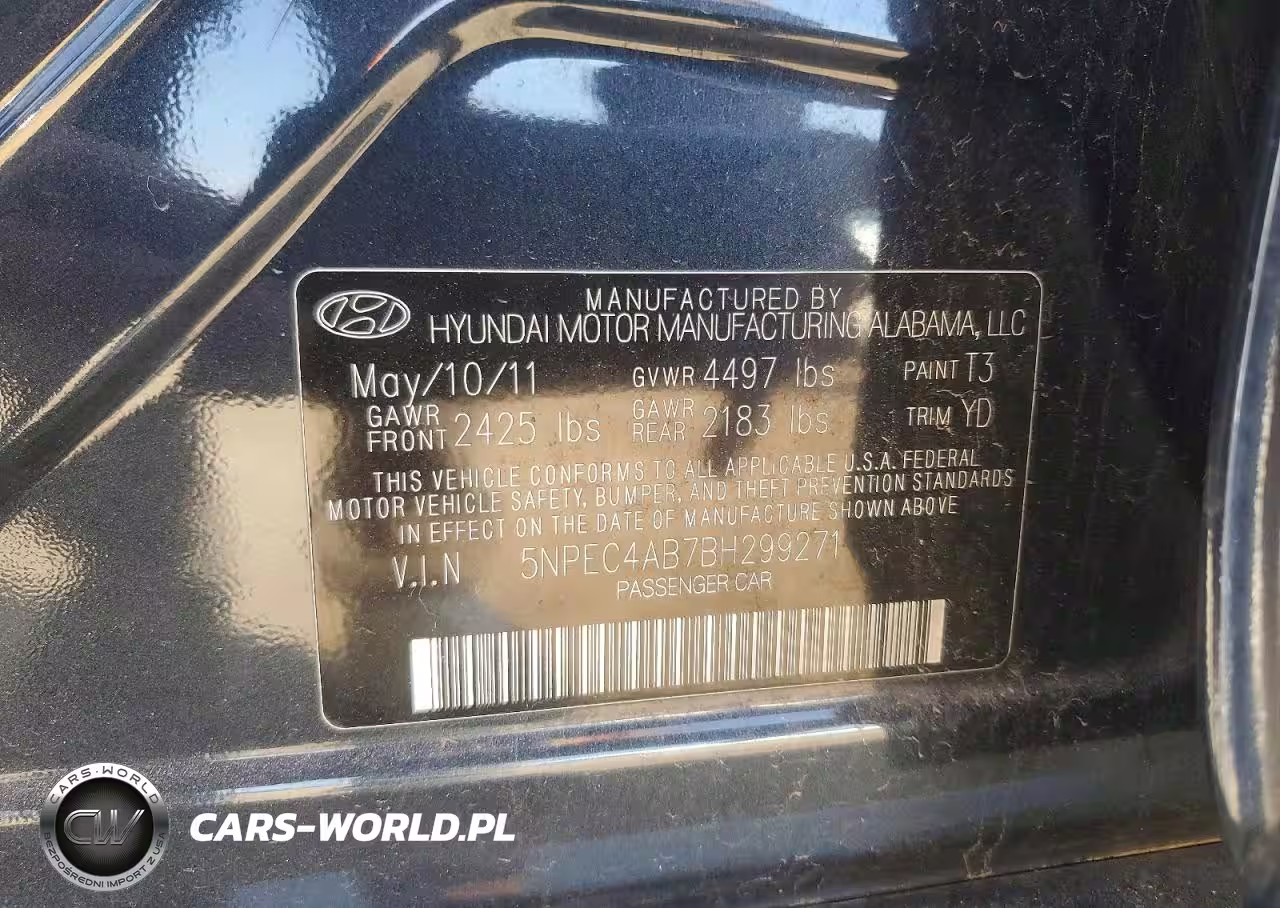 MANUFACTURED BY
HYUNDAI MOTOR MANUFACTURING ALABAMA, LLC
May/10/11 GVWR 4497 lbs PAINT T3
GAWR FRONT 2425 lbs GAWR REAR 2183 lbs TRIM YD
THIS VEHICLE CONFORMS TO ALL APPLICABLE U.S.A. FEDERAL
MOTOR VEHICLE SAFETY, BUMPER, AND THEFT PREVENTION STANDARDS
IN EFFECT ON THE DATE OF MANUFACTURE SHOWN ABOVE
V.I.N 5NPEC4AB7BH299271
PASSENGER CAR
CARS-WORLD
CW
BEZPOŚREDNI IMPORT Z USA
CARS-WORLD.PL